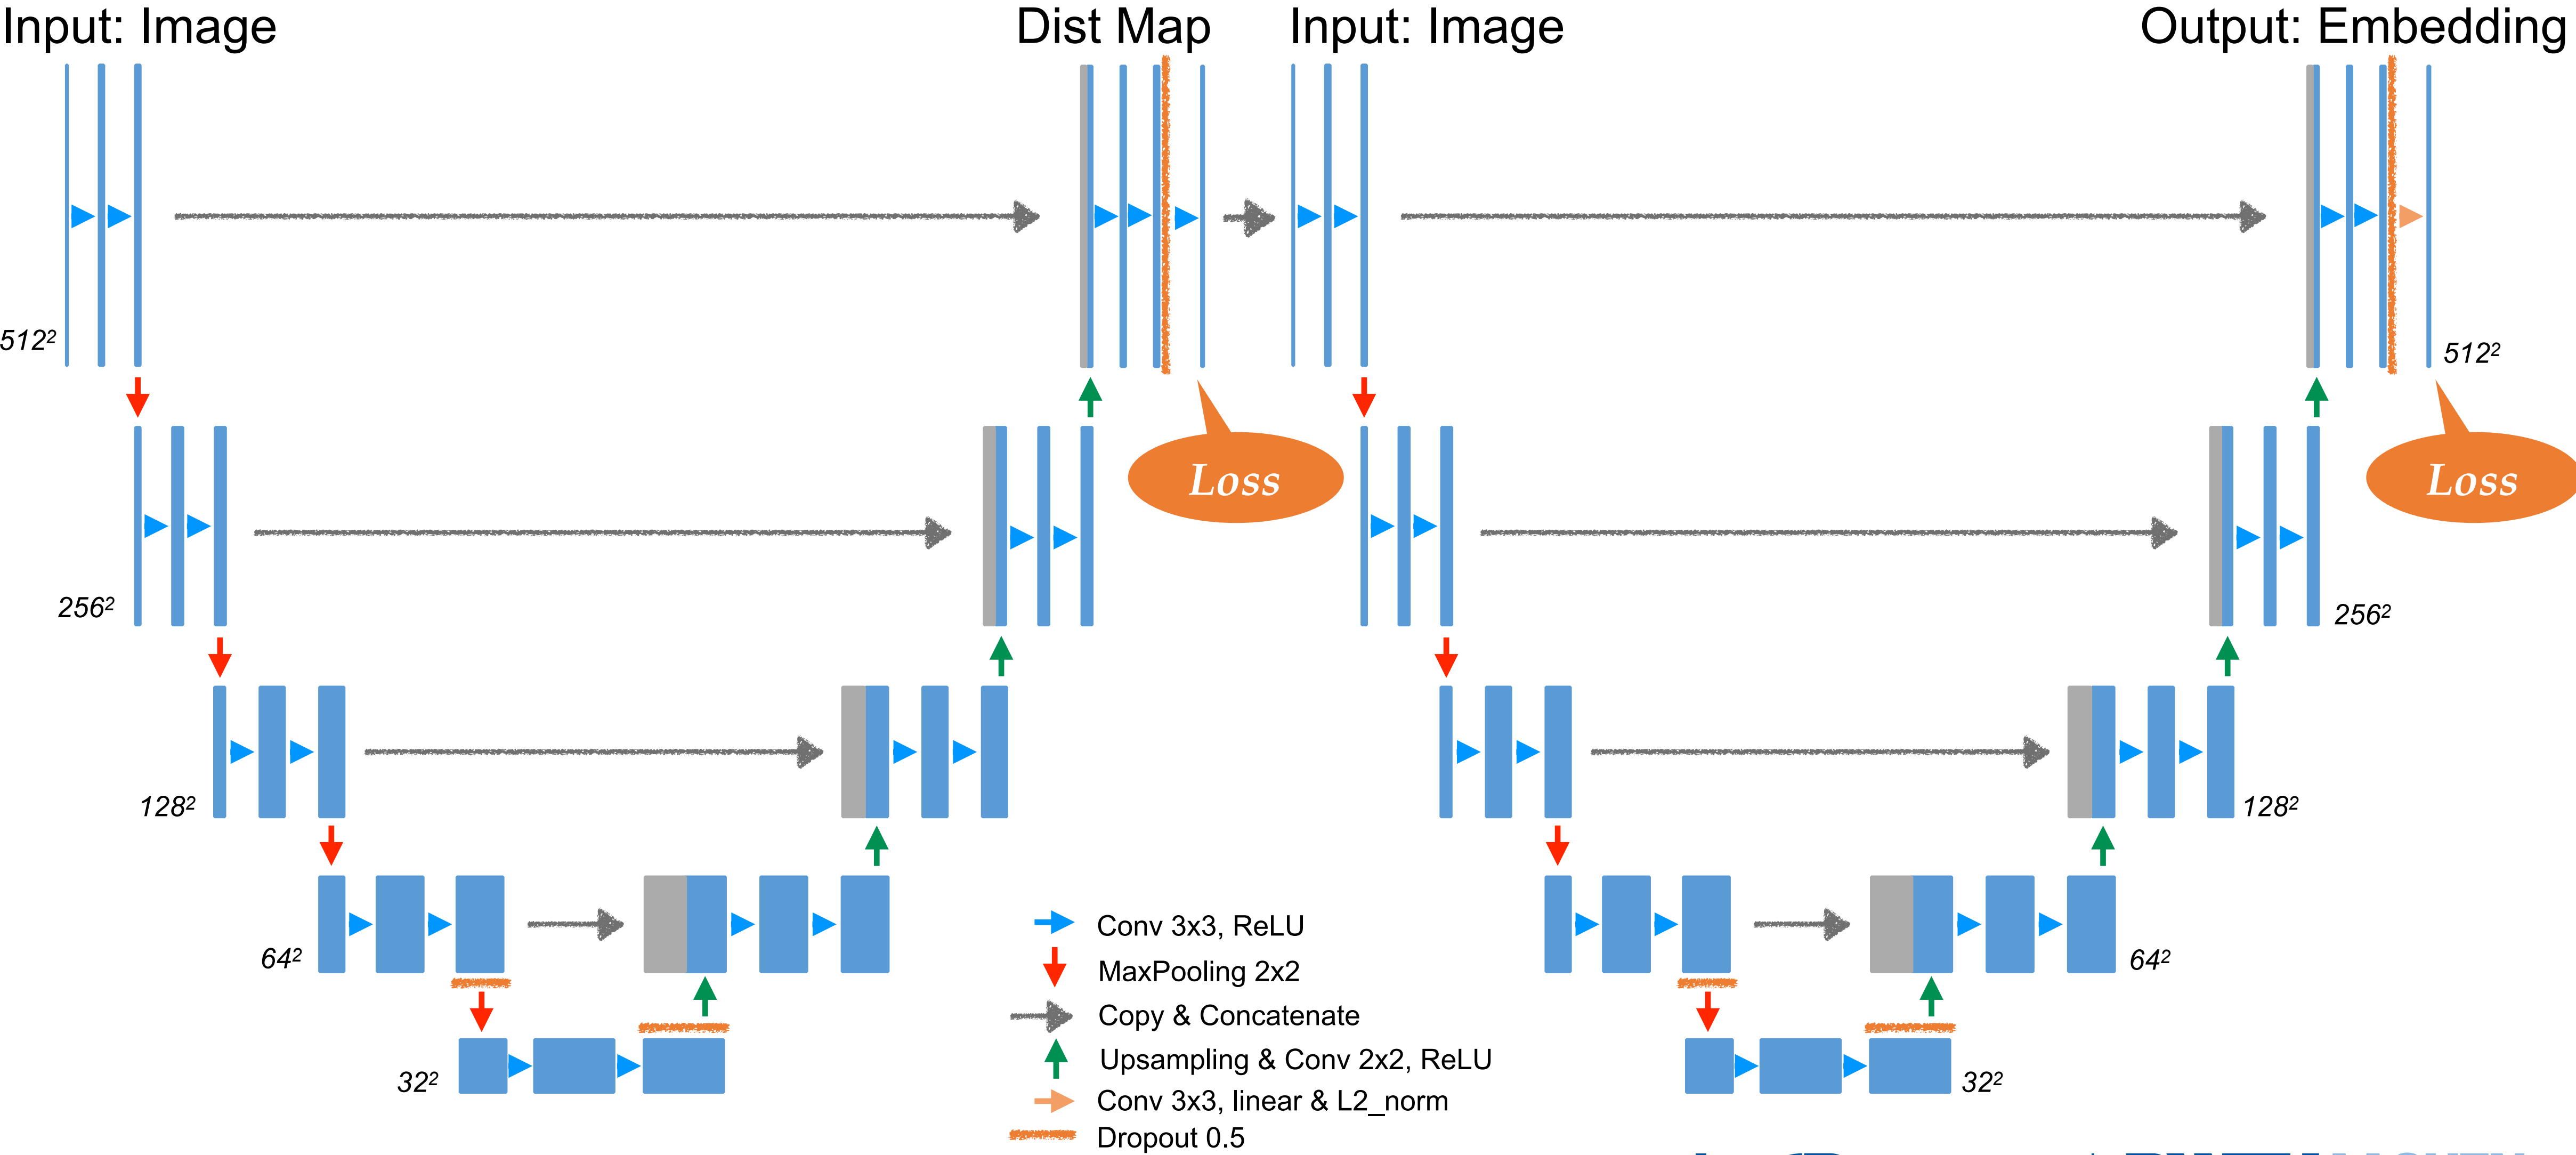 Input: Image
Dist Map
Input: Image
Output: Embedding
512²
512²
Loss
Loss
256²
256²
128²
128²
64²
64²
32²
32²
Conv 3x3, ReLU
MaxPooling 2x2
Copy & Concatenate
Upsampling & Conv 2x2, ReLU
Conv 3x3, linear & L2_norm
Dropout 0.5